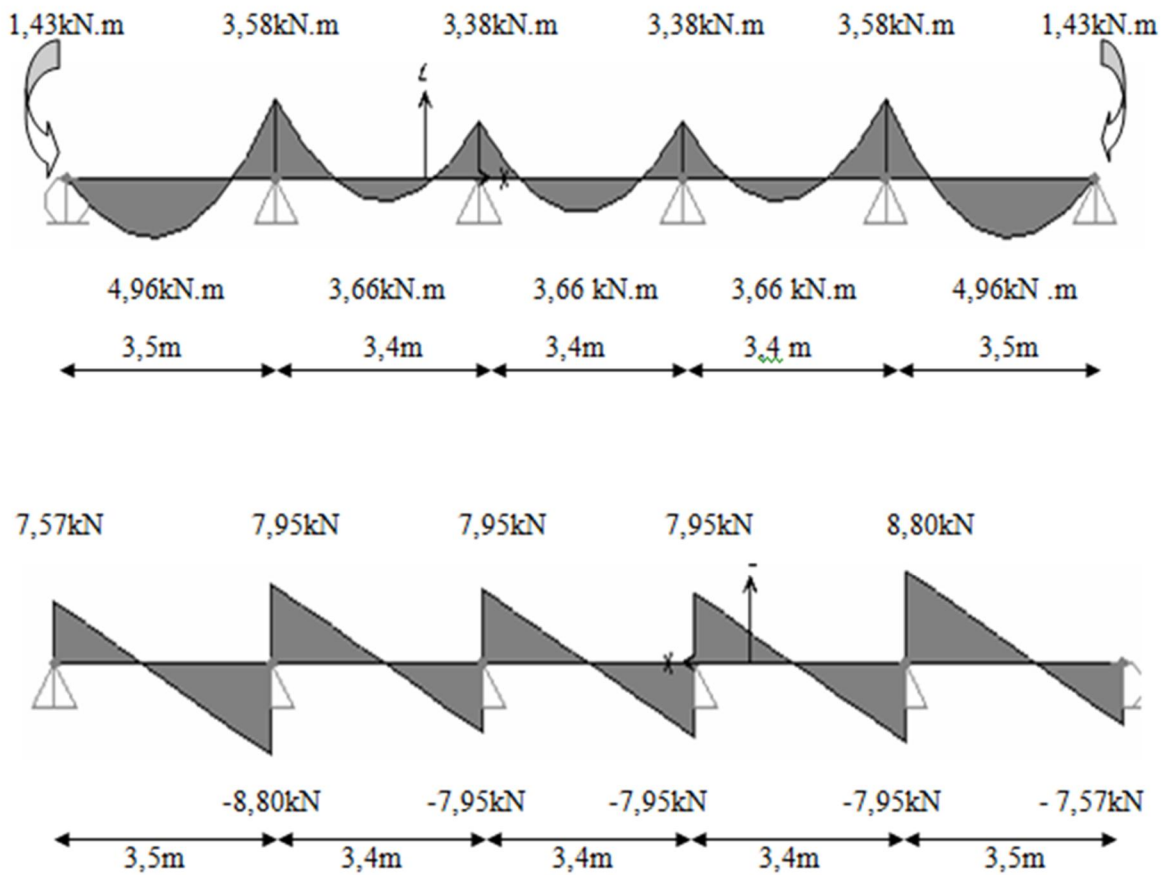 1,43kN.m 3,58kN.m 3,38kN.m 3,38kN.m 3,58kN.m 1,43kN.m
X
4,96kN.m 3,66kN.m 3,66 kN.m 3,66 kN.m 4,96kN .m
3,5m 3,4m 3,4m 3,4 m 3,5m
7,57kN 7,95kN 7,95kN 7,95kN 8,80kN
X
-8,80kN -7,95kN -7,95kN -7,95kN - 7,57kN
3,5m 3,4m 3,4m 3,4m 3,5m